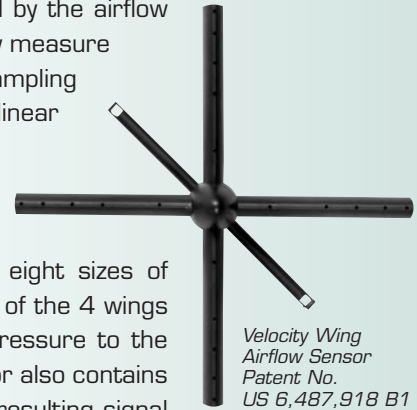 by the airflow
measure
ampling
linear
eight sizes of
of the 4 wings
ressure to the
or also contains
resulting signal
Velocity Wing
Airflow Sensor
Patent No.
US 6,487,918 B1